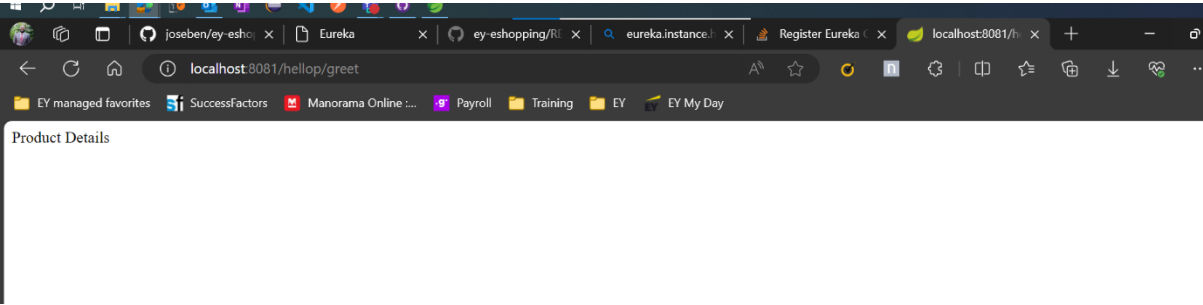 joseben/ey-esho
Eureka
ey-eshopping/RE
eureka.instance.h
Register Eureka C
localhost:8081/h
localhost:8081/hellop/greet
EY managed favorites
SuccessFactors
Manorama Online :...
Payroll
Training
EY
EY My Day
Product Details